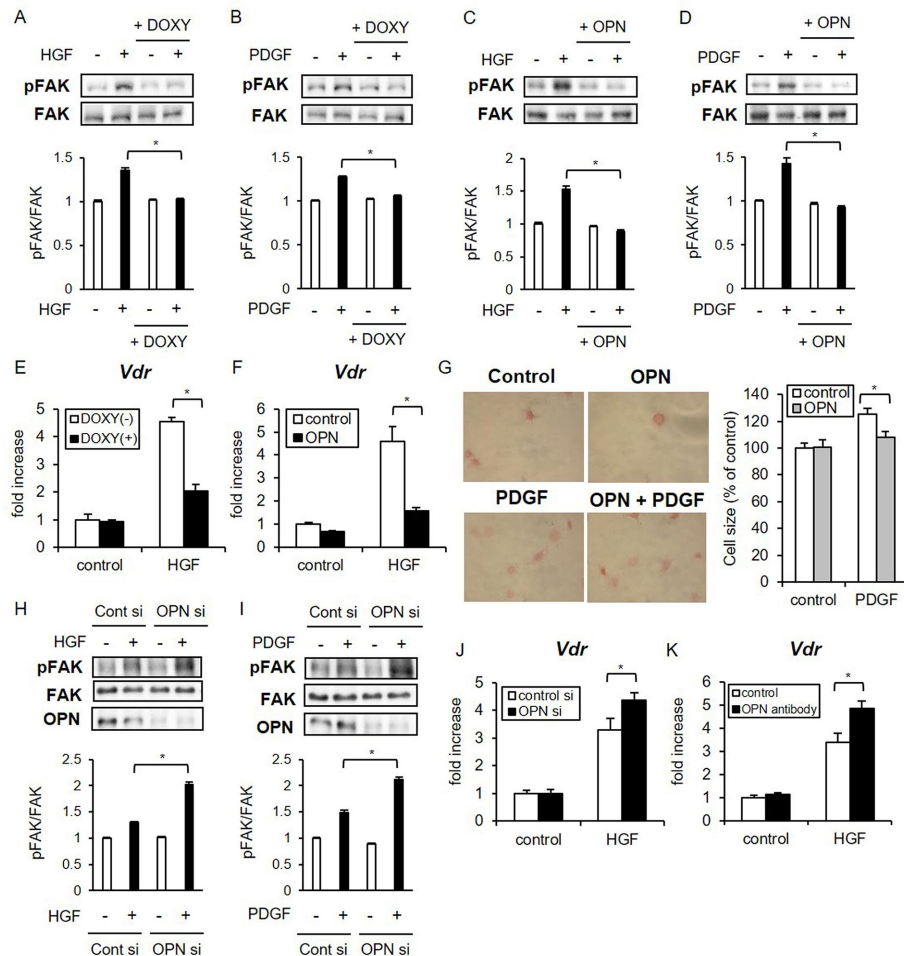 A
+ DOXY
HGF - + - +
pFAK
FAK
1.5
1
0.5
0
pFAK/FAK
*
HGF - + - +
+ DOXY
B
+ DOXY
PDGF - + - +
pFAK
FAK
1.5
1
0.5
0
pFAK/FAK
*
PDGF - + - +
+ DOXY
C
+ OPN
HGF - + - +
pFAK
FAK
2
1.5
1
0.5
0
pFAK/FAK
*
HGF - + - +
+ OPN
D
+ OPN
PDGF - + - +
pFAK
FAK
1.5
1
0.5
0
pFAK/FAK
*
PDGF - + - +
+ OPN
E
Vdr
DOXY(-)
DOXY(+)
*
5
4
3
2
1
0
fold increase
control HGF
F
Vdr
control
OPN
*
6
5
4
3
2
1
0
fold increase
control HGF
G
Control OPN
PDGF OPN + PDGF
control
OPN
*
140
120
100
80
60
40
20
0
Cell size (% of control)
control PDGF
H
Cont si OPN si
HGF - + - +
pFAK
FAK
OPN
2.5
2
1.5
1
0.5
0
pFAK/FAK
*
HGF - + - +
Cont si OPN si
I
Cont si OPN si
PDGF - + - +
pFAK
FAK
OPN
2.5
2
1.5
1
0.5
0
pFAK/FAK
*
PDGF - + - +
Cont si OPN si
J
Vdr
control si
OPN si
*
5
4
3
2
1
0
fold increase
control HGF
K
Vdr
control
OPN antibody
*
6
5
4
3
2
1
0
fold increase
control HGF